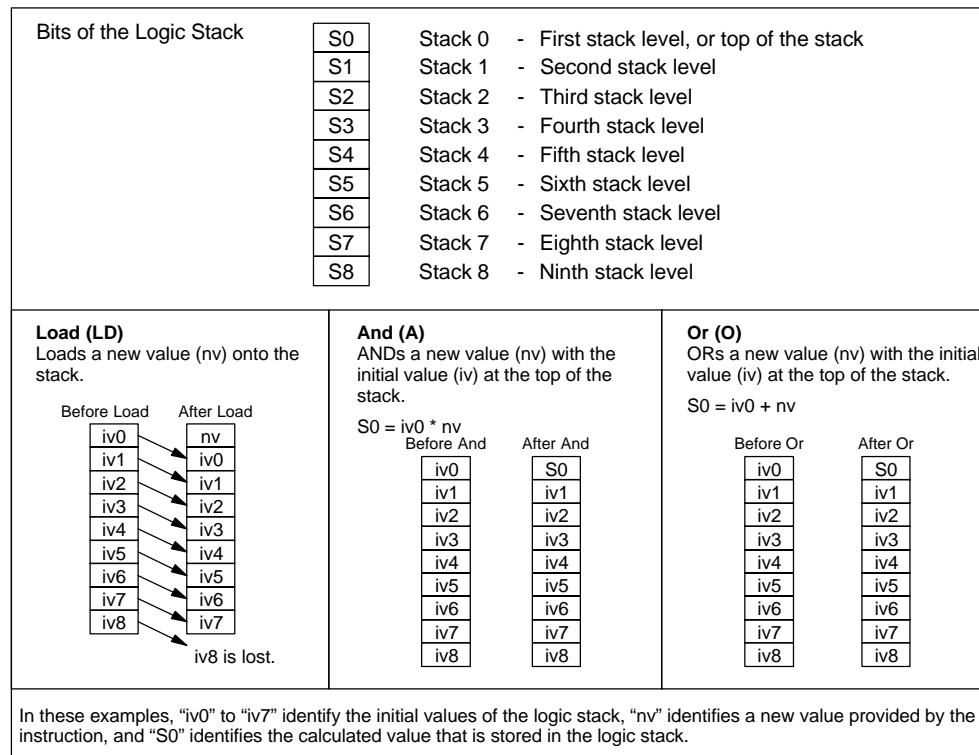 Bits of the Logic Stack
S0 Stack 0 - First stack level, or top of the stack
S1 Stack 1 - Second stack level
S2 Stack 2 - Third stack level
S3 Stack 3 - Fourth stack level
S4 Stack 4 - Fifth stack level
S5 Stack 5 - Sixth stack level
S6 Stack 6 - Seventh stack level
S7 Stack 7 - Eighth stack level
S8 Stack 8 - Ninth stack level
Load (LD)
Loads a new value (nv) onto the
stack.
Before Load After Load
iv0 nv
iv1 iv0
iv2 iv1
iv3 iv2
iv4 iv3
iv5 iv4
iv6 iv5
iv7 iv6
iv8 iv7
iv8 is lost.
And (A)
ANDs a new value (nv) with the
initial value (iv) at the top of the
stack.
S0 = iv0 * nv
Before And After And
iv0 S0
iv1 iv1
iv2 iv2
iv3 iv3
iv4 iv4
iv5 iv5
iv6 iv6
iv7 iv7
iv8 iv8
Or (O)
ORs a new value (nv) with the initial
value (iv) at the top of the stack.
S0 = iv0 + nv
Before Or After Or
iv0 S0
iv1 iv1
iv2 iv2
iv3 iv3
iv4 iv4
iv5 iv5
iv6 iv6
iv7 iv7
iv8 iv8
In these examples, “iv0” to “iv7” identify the initial values of the logic stack, “nv” identifies a new value provided by the
instruction, and “S0” identifies the calculated value that is stored in the logic stack.